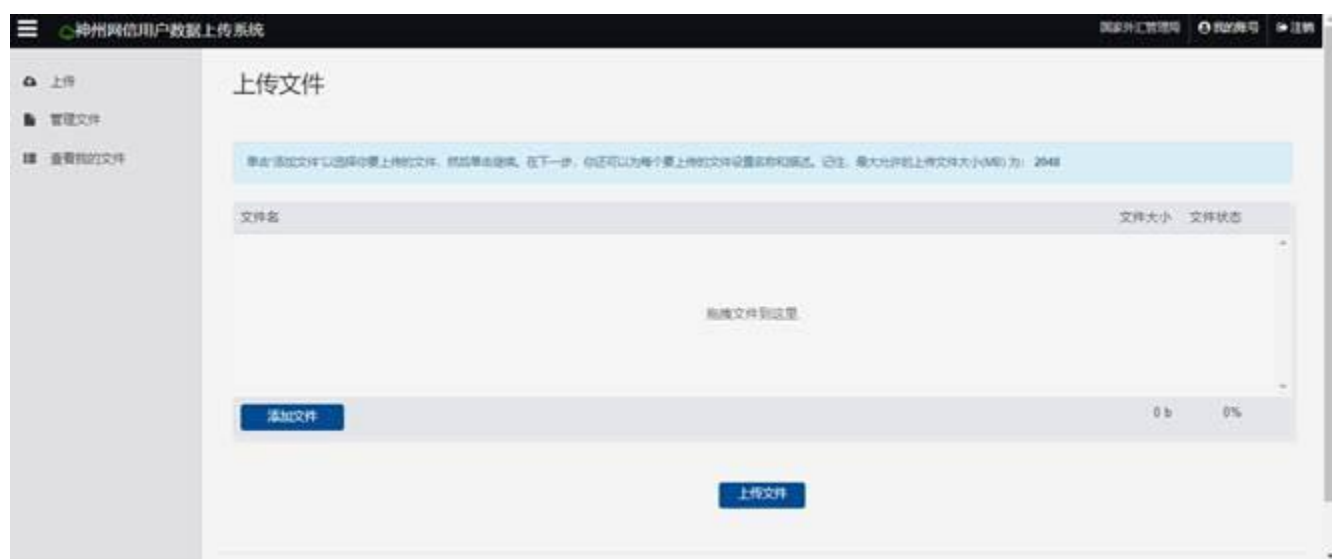 神州网信用户数据上传系统
国家外汇管理局 我的账号 注销
上传
管理文件
查看我的文件
上传文件
单击“添加文件”以选择你要上传的文件，然后单击继续。在下一步，你还可以为每个要上传的文件设置名称和描述。记住，最大允许的上传文件大小(MB) 为： 2048
文件名 文件大小 文件状态
拖拽文件到这里.
添加文件 0 b 0%
上传文件